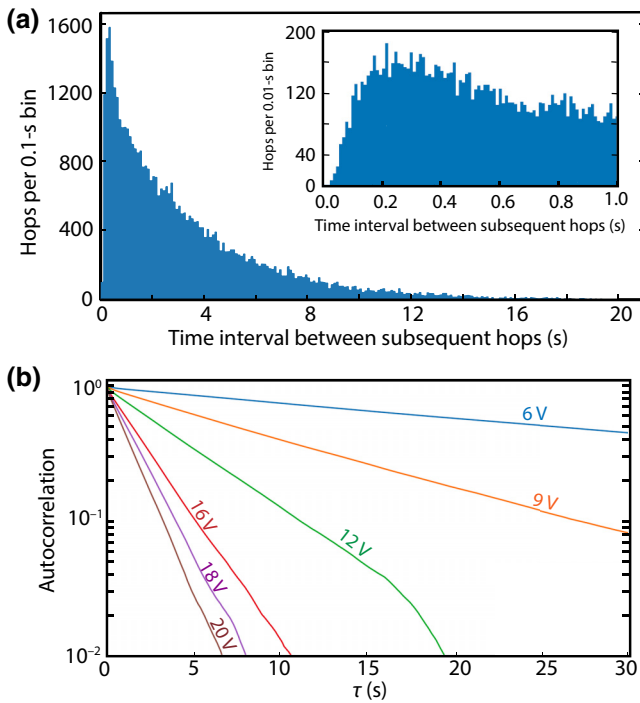 (a)
1600
1200
800
400
0
Hops per 0.1-s bin
0
4
8
12
16
20
Time interval between subsequent hops (s)
200
160
120
80
40
0
Hops per 0.01-s bin
0.0
0.2
0.4
0.6
0.8
1.0
Time interval between subsequent hops (s)
(b)
10⁰
10⁻¹
10⁻²
Autocorrelation
6 V
9 V
12 V
16 V
18 V
20 V
0
5
10
15
20
25
30
τ (s)